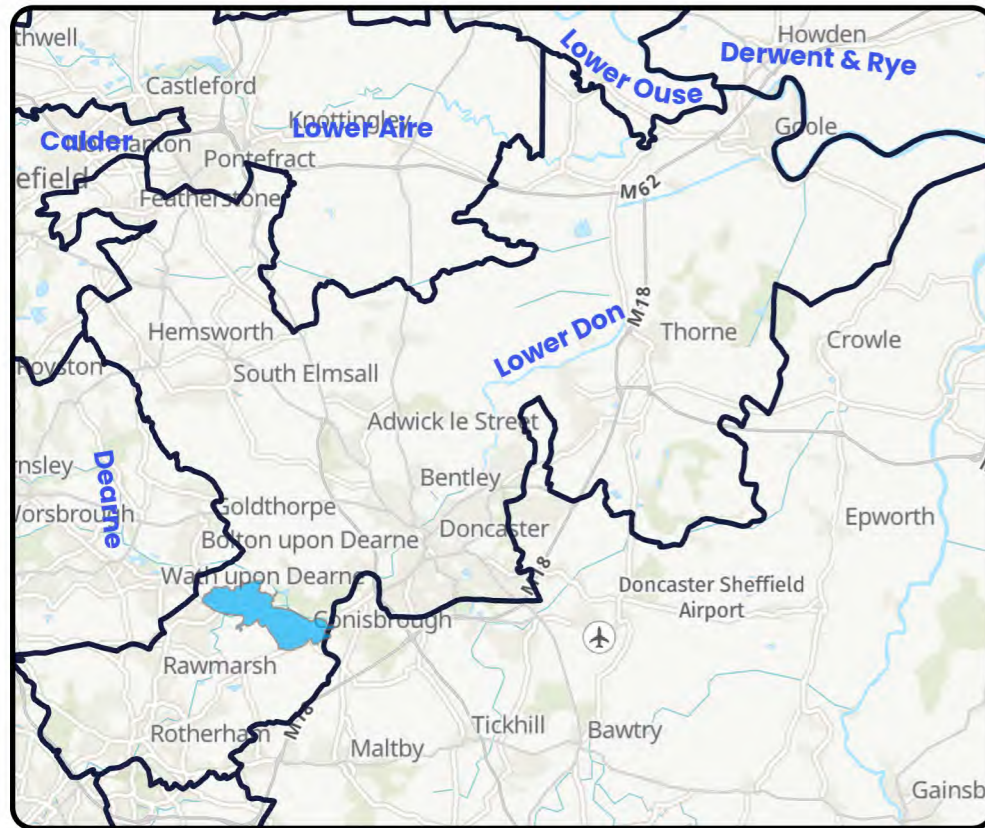 thwell
Howden
Lower Ouse
Derwent & Rye
Castleford
Knottingley
Lower Aire
Goole
Calder
Pontefract
efield
M62
Featherstone
M18
Lower Don
Hemsworth
Thorne
Crowle
Royston
South Elmsall
Adwick le Street
Dearne
rnsley
Bentley
Worsbrough
Goldthorpe
Doncaster
Epworth
Bolton upon Dearne
M18
Wath upon Dearne
Doncaster Sheffield
Airport
Conisbrough
Rawmarsh
M18
Rotherham
Tickhill
Bawtry
Maltby
Gainsb